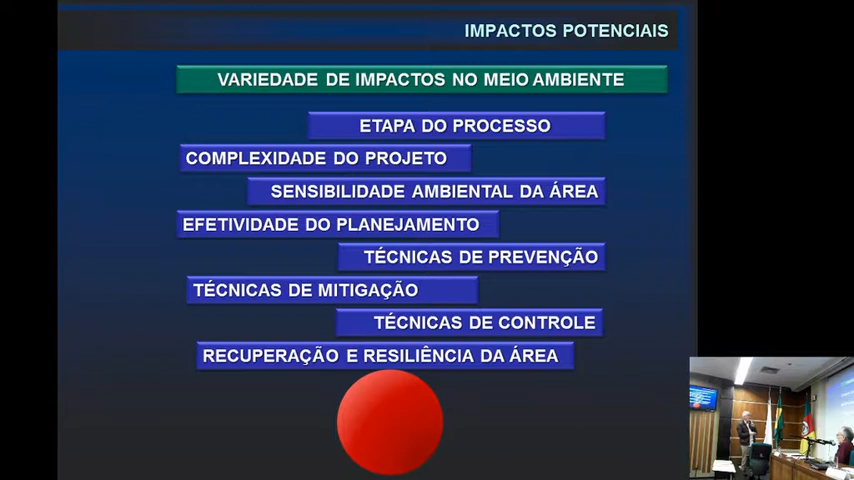 IMPACTOS POTENCIAIS
VARIEDADE DE IMPACTOS NO MEIO AMBIENTE
ETAPA DO PROCESSO
COMPLEXIDADE DO PROJETO
SENSIBILIDADE AMBIENTAL DA ÁREA
EFETIVIDADE DO PLANEJAMENTO
TÉCNICAS DE PREVENÇÃO
TÉCNICAS DE MITIGAÇÃO
TÉCNICAS DE CONTROLE
RECUPERAÇÃO E RESILIÊNCIA DA ÁREA